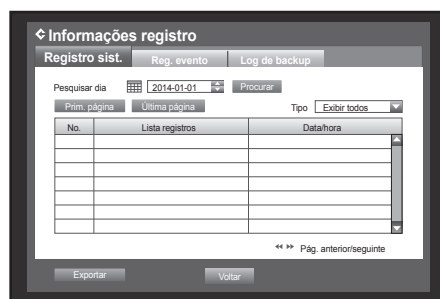 Informações registro
Registro sist. Reg. evento Log de backup
Pesquisar dia 2014-01-01 Procurar
Prim. página Última página Tipo Exibir todos
No. Lista registros Data/hora
Pág. anterior/seguinte
Exportar Voltar